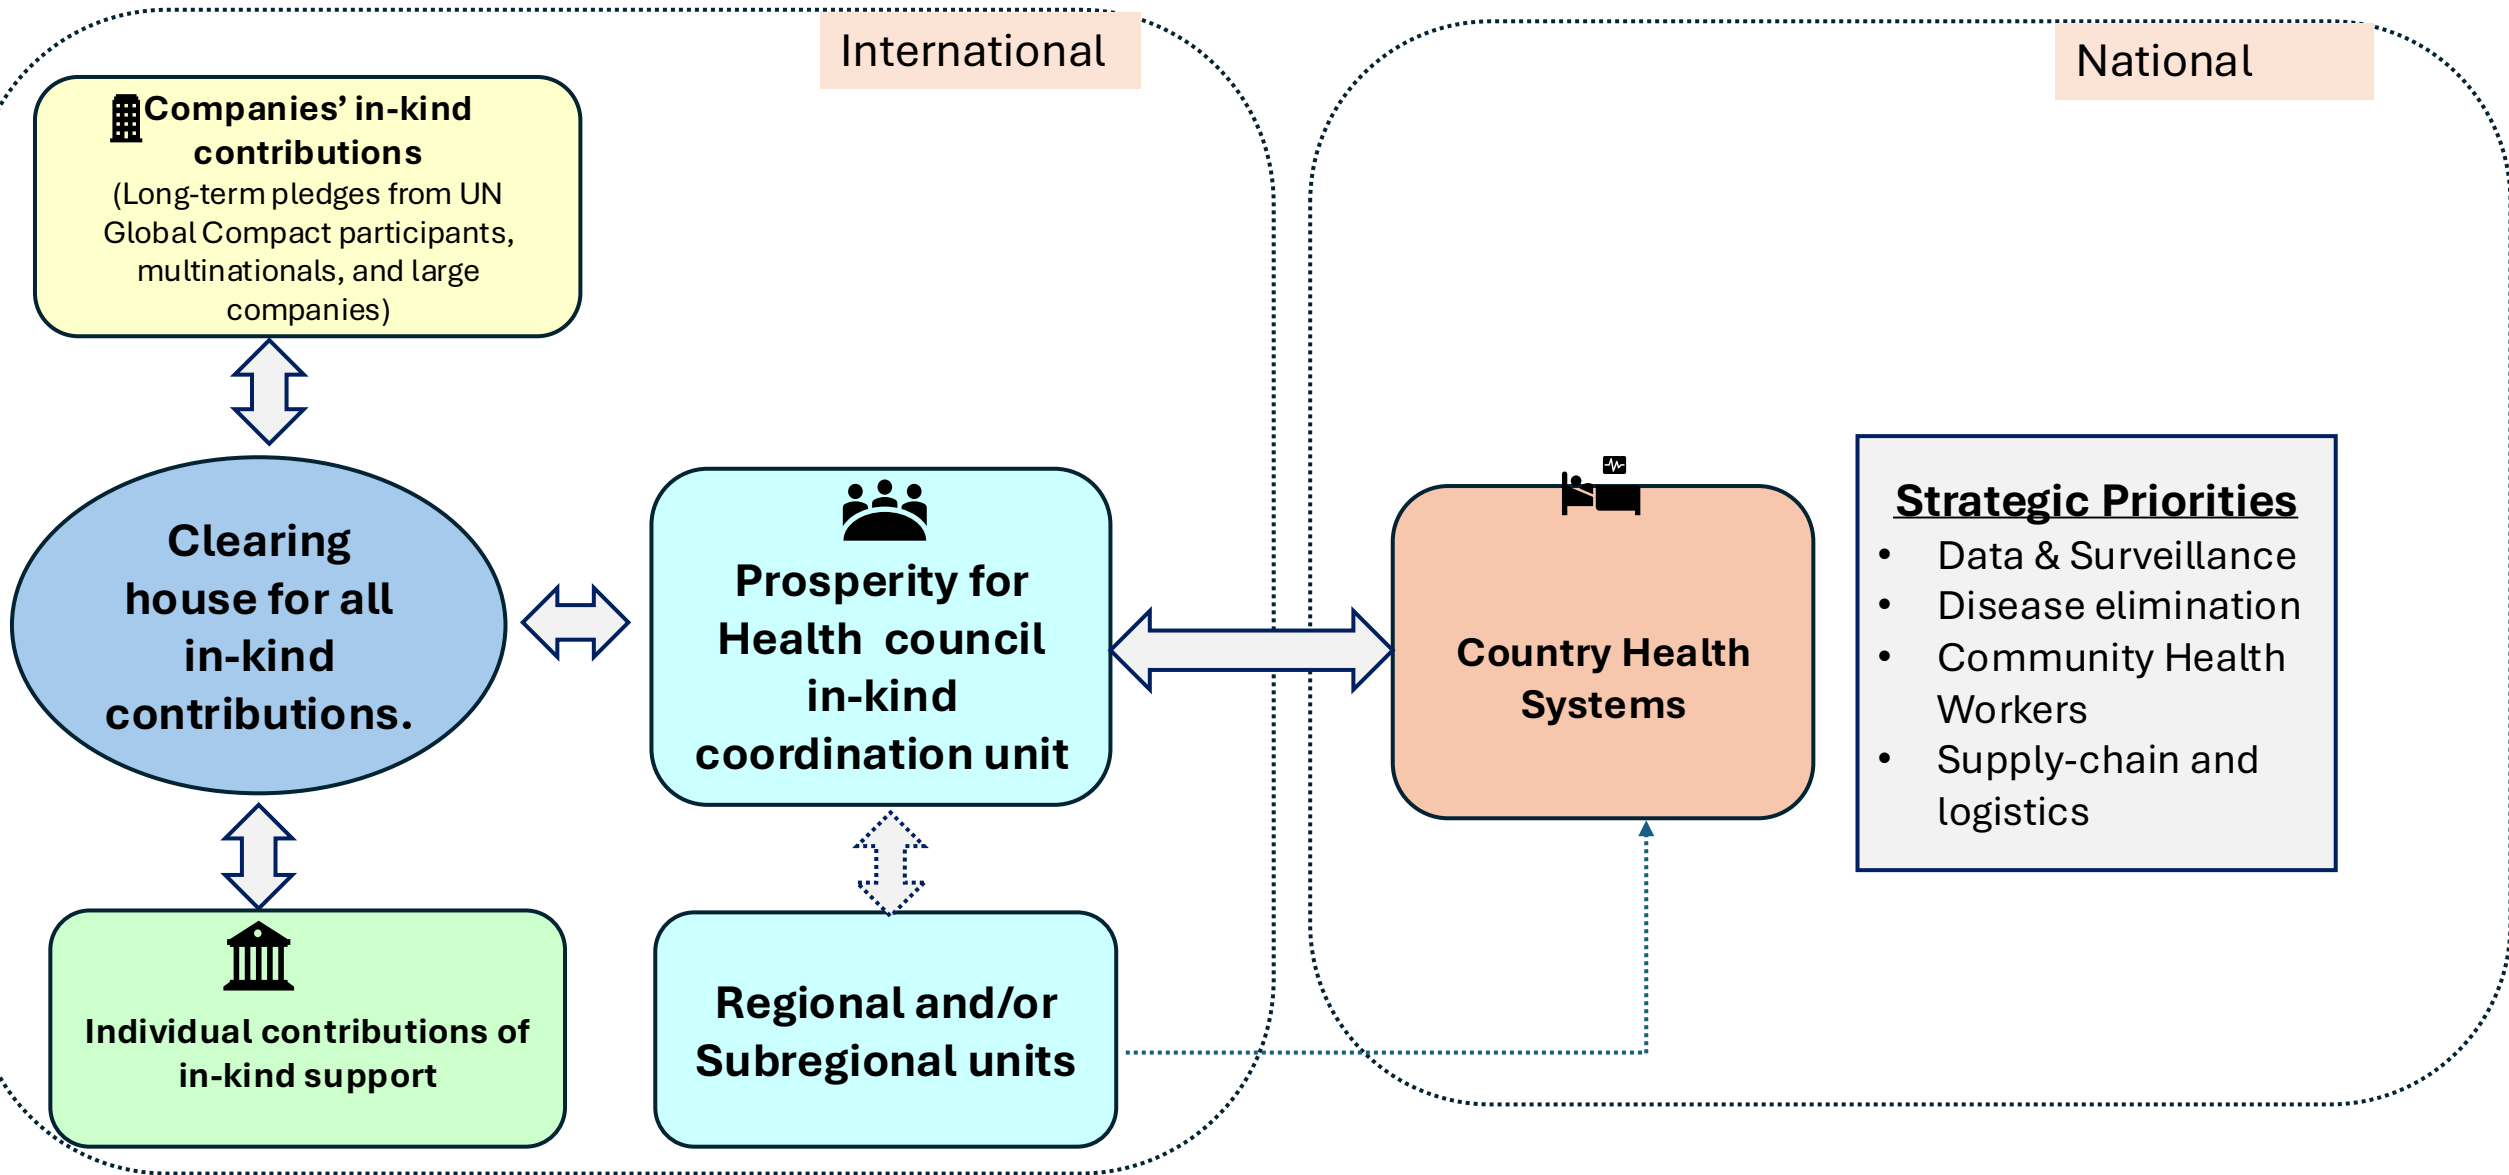 International
National
Companies’ in-kind
contributions
(Long-term pledges from UN
Global Compact participants,
multinationals, and large
companies)
Clearing
house for all
in-kind
contributions.
Prosperity for
Health council
in-kind
coordination unit
Country Health
Systems
Strategic Priorities
• Data & Surveillance
• Disease elimination
• Community Health
Workers
• Supply-chain and
logistics
Individual contributions of
in-kind support
Regional and/or
Subregional units